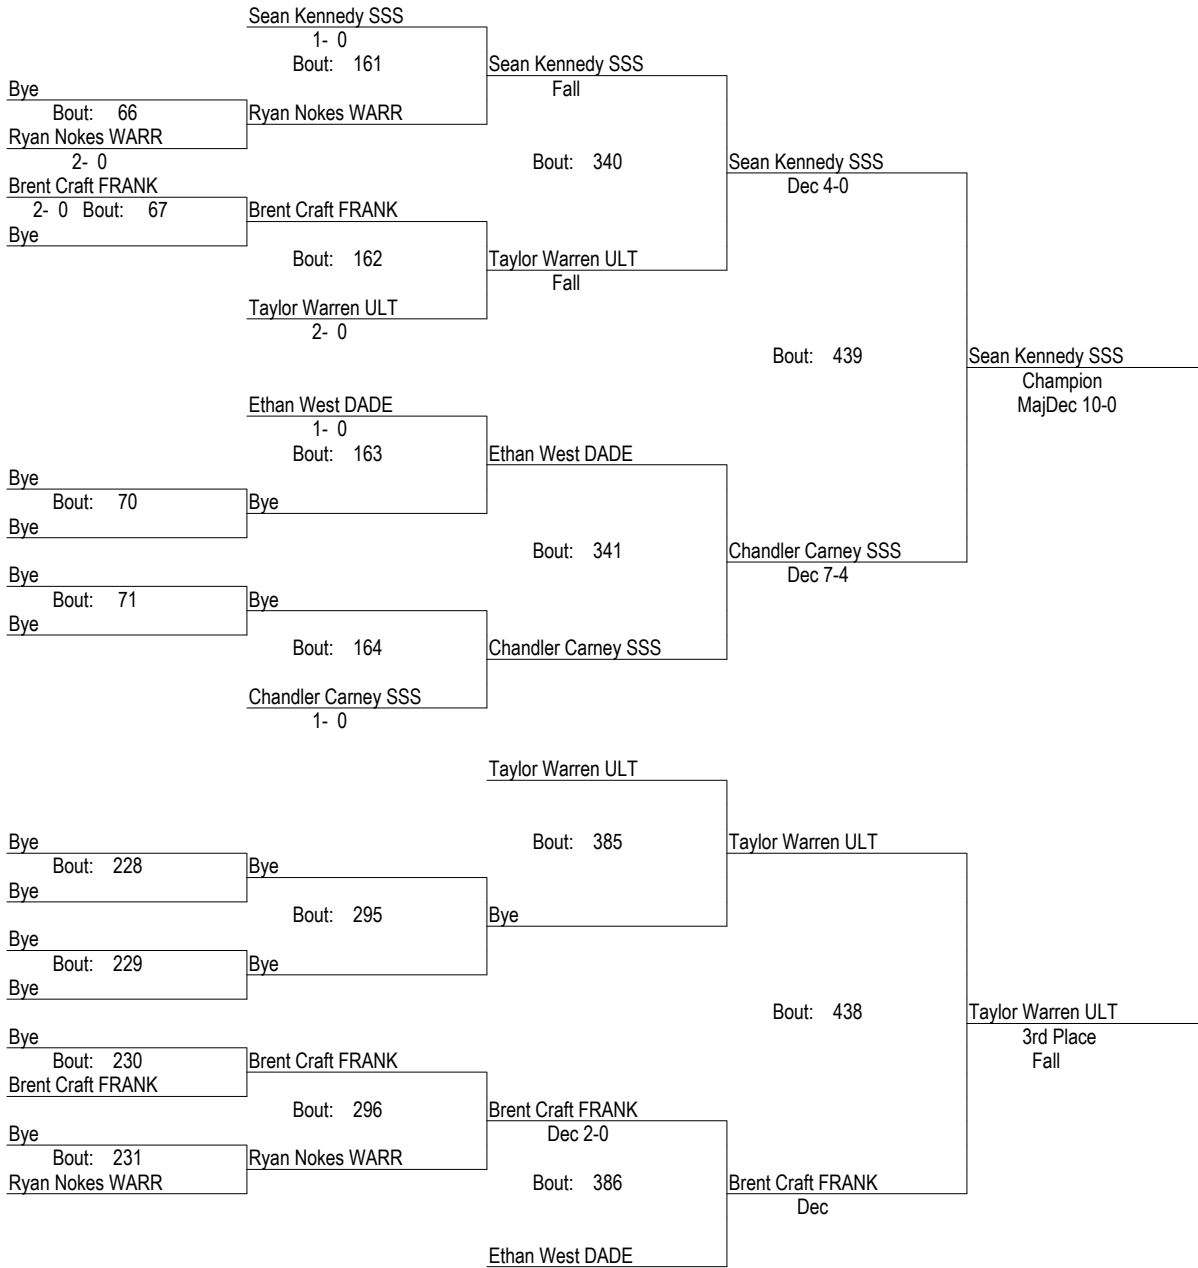 Sean Kennedy SSS
1- 0
Bout: 161
Sean Kennedy SSS
Fall
Bye
Bout: 66
Ryan Nokes WARR
Ryan Nokes WARR
2- 0
Bout: 340
Sean Kennedy SSS
Dec 4-0
Brent Craft FRANK
2- 0 Bout: 67
Brent Craft FRANK
Bye
Bout: 162
Taylor Warren ULT
Fall
Taylor Warren ULT
2- 0
Bout: 439
Sean Kennedy SSS
Champion
MajDec 10-0
Ethan West DADE
1- 0
Bout: 163
Ethan West DADE
Bye
Bout: 70
Bye
Bye
Bout: 341
Chandler Carney SSS
Dec 7-4
Bye
Bout: 71
Bye
Bye
Bout: 164
Chandler Carney SSS
Chandler Carney SSS
1- 0
Taylor Warren ULT
Bye
Bout: 385
Taylor Warren ULT
Bout: 228
Bye
Bye
Bout: 295
Bye
Bye
Bout: 229
Bye
Bye
Bout: 438
Taylor Warren ULT
3rd Place
Fall
Bye
Bout: 230
Brent Craft FRANK
Brent Craft FRANK
Bout: 296
Brent Craft FRANK
Dec 2-0
Bye
Bout: 231
Ryan Nokes WARR
Ryan Nokes WARR
Bout: 386
Brent Craft FRANK
Dec
Ethan West DADE